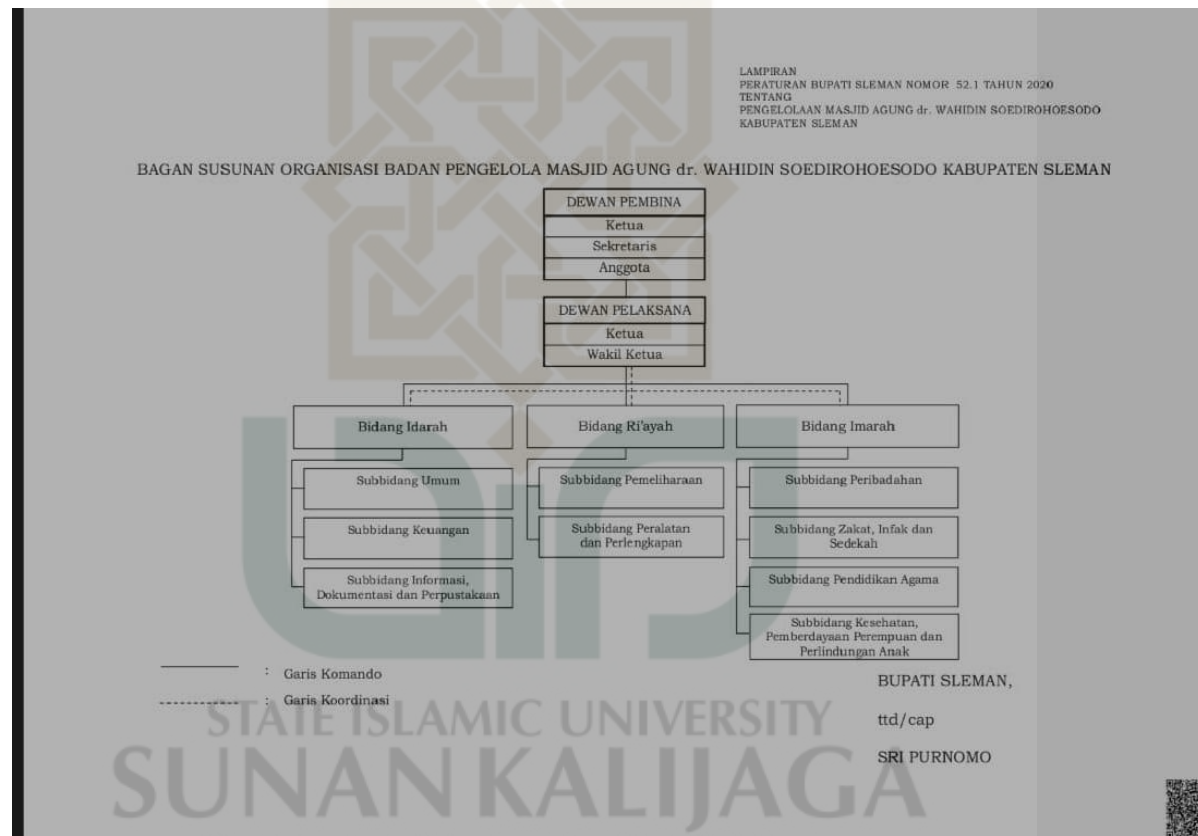 LAMPIRAN
PERATURAN BUPATI SLEMAN NOMOR 52.1 TAHUN 2020
TENTANG
PENGELOLAAN MASJID AGUNG dr. WAHIDIN SOEDIROHOESODO
KABUPATEN SLEMAN
BAGAN SUSUNAN ORGANISASI BADAN PENGELOLA MASJID AGUNG dr. WAHIDIN SOEDIROHOESODO KABUPATEN SLEMAN
DEWAN PEMBINA
Ketua
Sekretaris
Anggota
DEWAN PELAKSANA
Ketua
Wakil Ketua
Bidang Idarah
Subbidang Umum
Subbidang Keuangan
Subbidang Informasi,
Dokumentasi dan Perpustakaan
Bidang Ri'ayah
Subbidang Pemeliharaan
Subbidang Peralatan
dan Perlengkapan
Bidang Imarah
Subbidang Peribadahan
Subbidang Zakat, Infak dan
Sedekah
Subbidang Pendidikan Agama
Subbidang Kesehatan,
Pemberdayaan Perempuan dan
Perlindungan Anak
: Garis Komando
: Garis Koordinasi
BUPATI SLEMAN,
ttd/cap
SRI PURNOMO
STATE ISLAMIC UNIVERSITY
SUNAN KALIJAGA